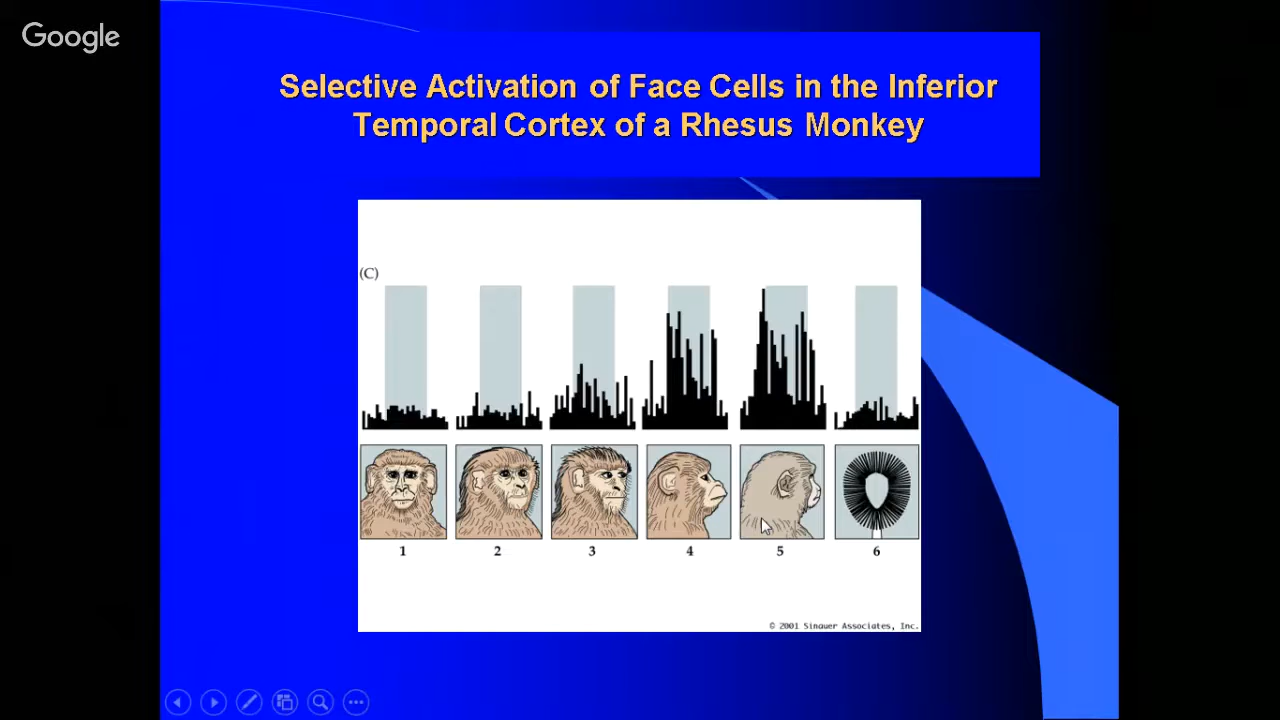 Google
Selective Activation of Face Cells in the Inferior
Temporal Cortex of a Rhesus Monkey
(C)
1 2 3 4 5 6
© 2001 Sinauer Associates, Inc.